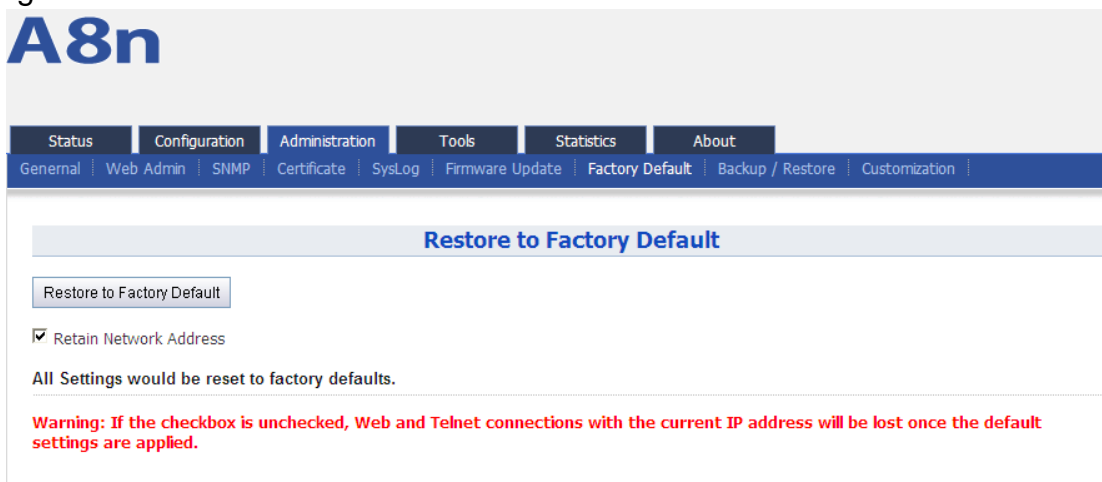 A8n
Status Configuration Administration Tools Statistics About
Genernal Web Admin SNMP Certificate SysLog Firmware Update Factory Default Backup / Restore Customization
Restore to Factory Default
Restore to Factory Default
Retain Network Address
All Settings would be reset to factory defaults.
Warning: If the checkbox is unchecked, Web and Telnet connections with the current IP address will be lost once the default
settings are applied.